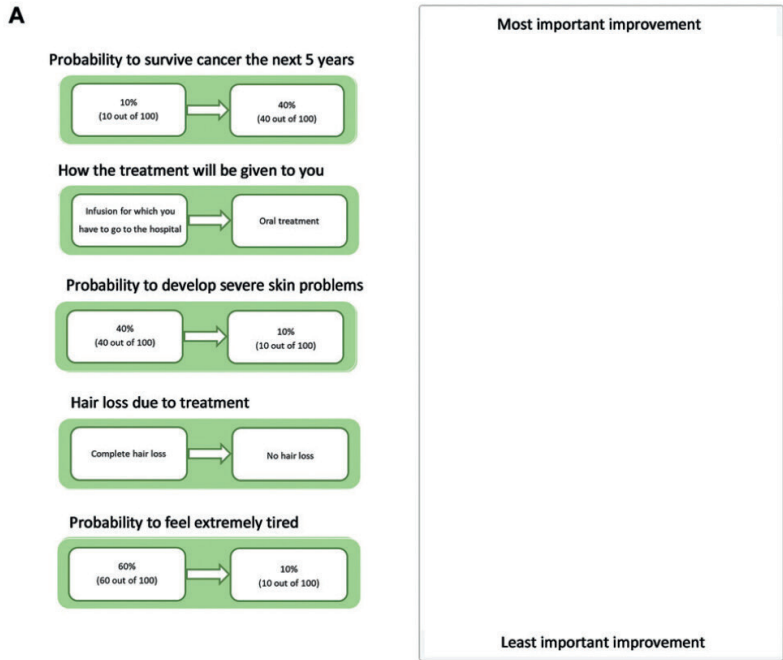 A
Probability to survive cancer the next 5 years
10%
(10 out of 100)
40%
(40 out of 100)
How the treatment will be given to you
Infusion for which you
have to go to the hospital
Oral treatment
Probability to develop severe skin problems
40%
(40 out of 100)
10%
(10 out of 100)
Hair loss due to treatment
Complete hair loss
No hair loss
Probability to feel extremely tired
60%
(60 out of 100)
10%
(10 out of 100)
Most important improvement
Least important improvement